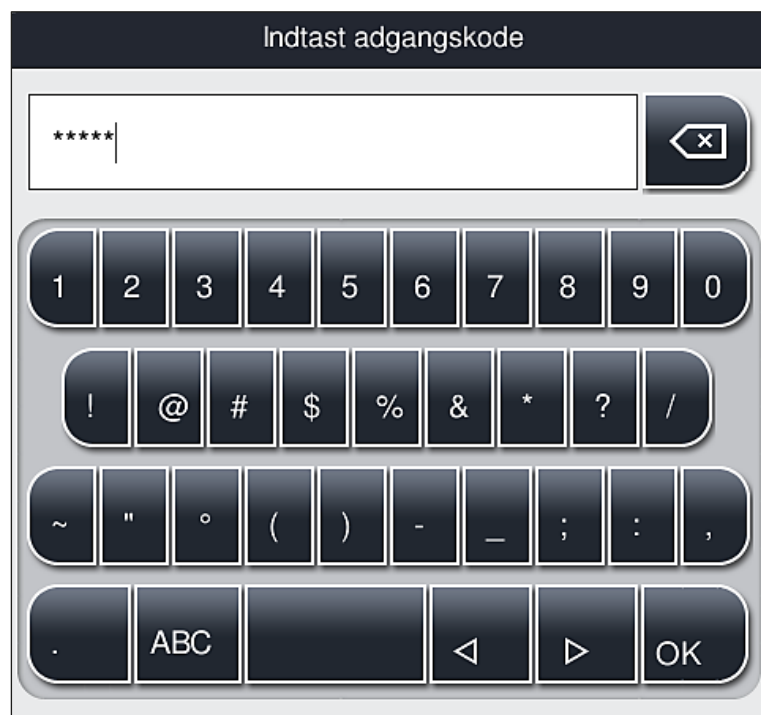 Indtast adgangskode
*****
1 2 3 4 5 6 7 8 9 0
! @ # $ % & * ? /
~ " ° ( ) - _ ; : ,
. ABC OK